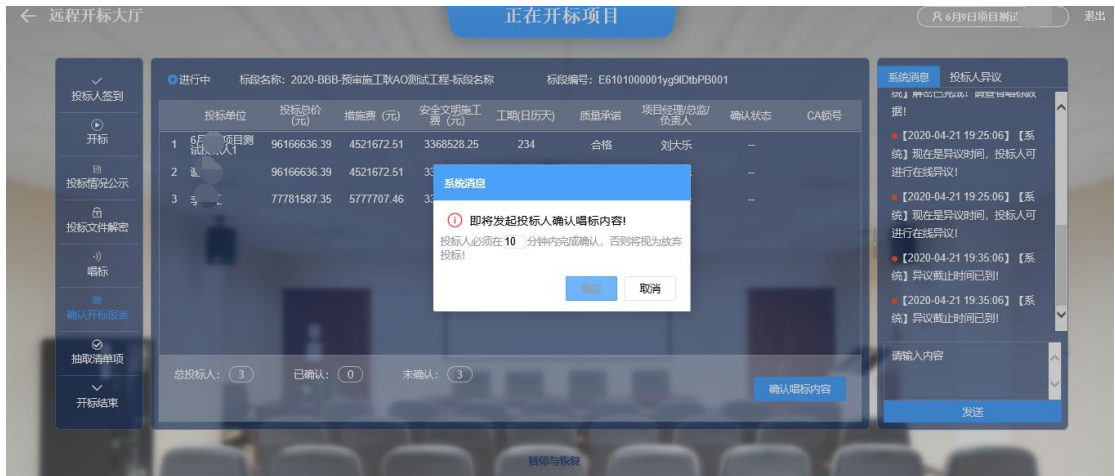 ← 远程开标大厅
正在开标项目
6月9日项目测试
退出
投标人签到
开标
投标情况公示
投标文件解密
唱标
确认开标报表
抽取清单项
开标结束
进行中 标段名称：2020-BBB-预审施工耿AO测试工程-标段名称 标段编号：E6101000001yg9IDtbPB001
投标单位 投标总价(元) 措施费（元) 安全文明施工费（元) 工期(日历天) 质量承诺 项目经理/总监/负责人 确认状态 CA锁号
1 项目测试 人1 96166636.39 4521672.51 3368528.25 234 合格 刘大乐 --
2 96166636.39 4521672.51 33 --
3 77781587.35 5777707.46 33 --
系统消息
即将发起投标人确认唱标内容!
投标人必须在 10 分钟内完成确认，否则将视为放弃
投标!
确定 取消
总投标人： 3 已确认： 0 未确认： 3
确认唱标内容
暂停与恢复
系统消息 投标人异议
据!
【2020-04-21 19:25:06】【系
统】现在是异议时间，投标人可
进行在线异议!
【2020-04-21 19:25:06】【系
统】现在是异议时间，投标人可
进行在线异议!
【2020-04-21 19:35:06】【系
统】异议截止时间已到!
【2020-04-21 19:35:06】【系
统】异议截止时间已到!
请输入内容
发送